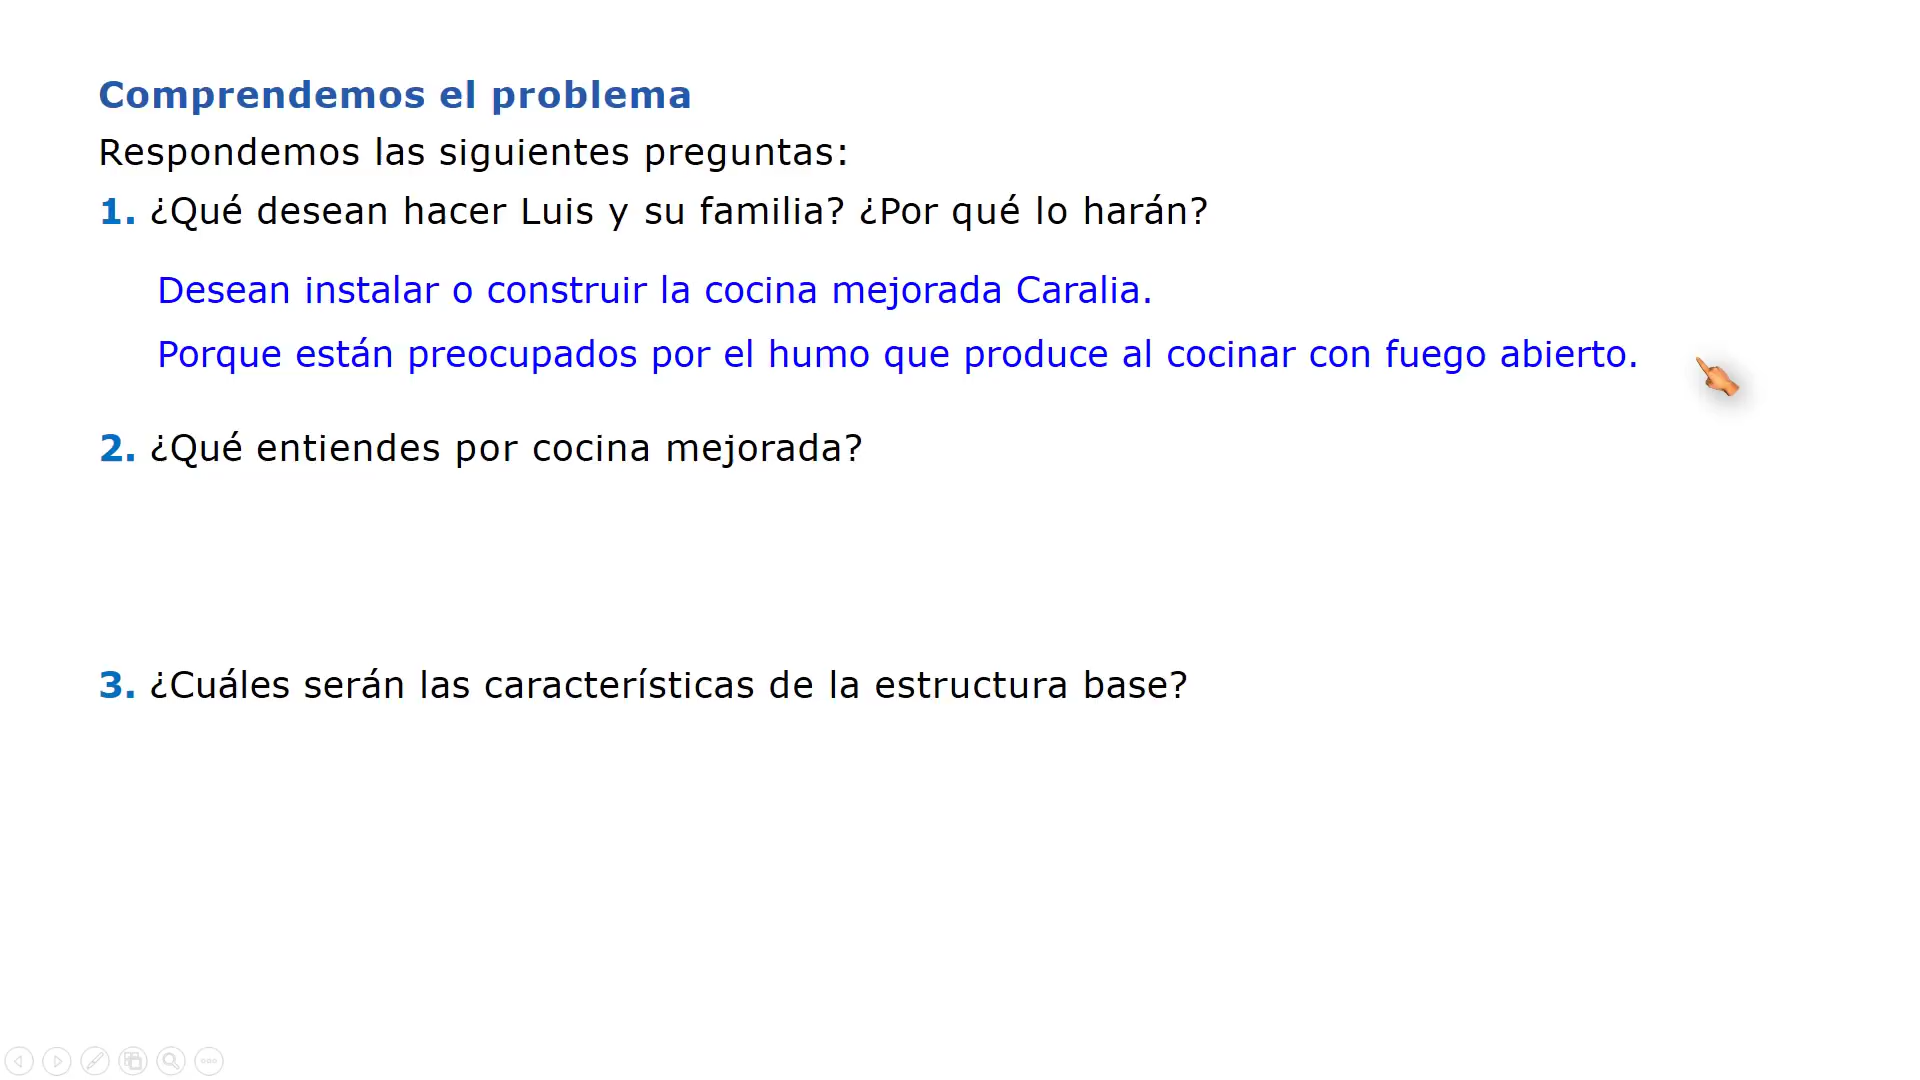 Comprendemos el problema
Respondemos las siguientes preguntas:
1. ¿Qué desean hacer Luis y su familia? ¿Por qué lo harán?
Desean instalar o construir la cocina mejorada Caralia.
Porque están preocupados por el humo que produce al cocinar con fuego abierto.
2. ¿Qué entiendes por cocina mejorada?
3. ¿Cuáles serán las características de la estructura base?